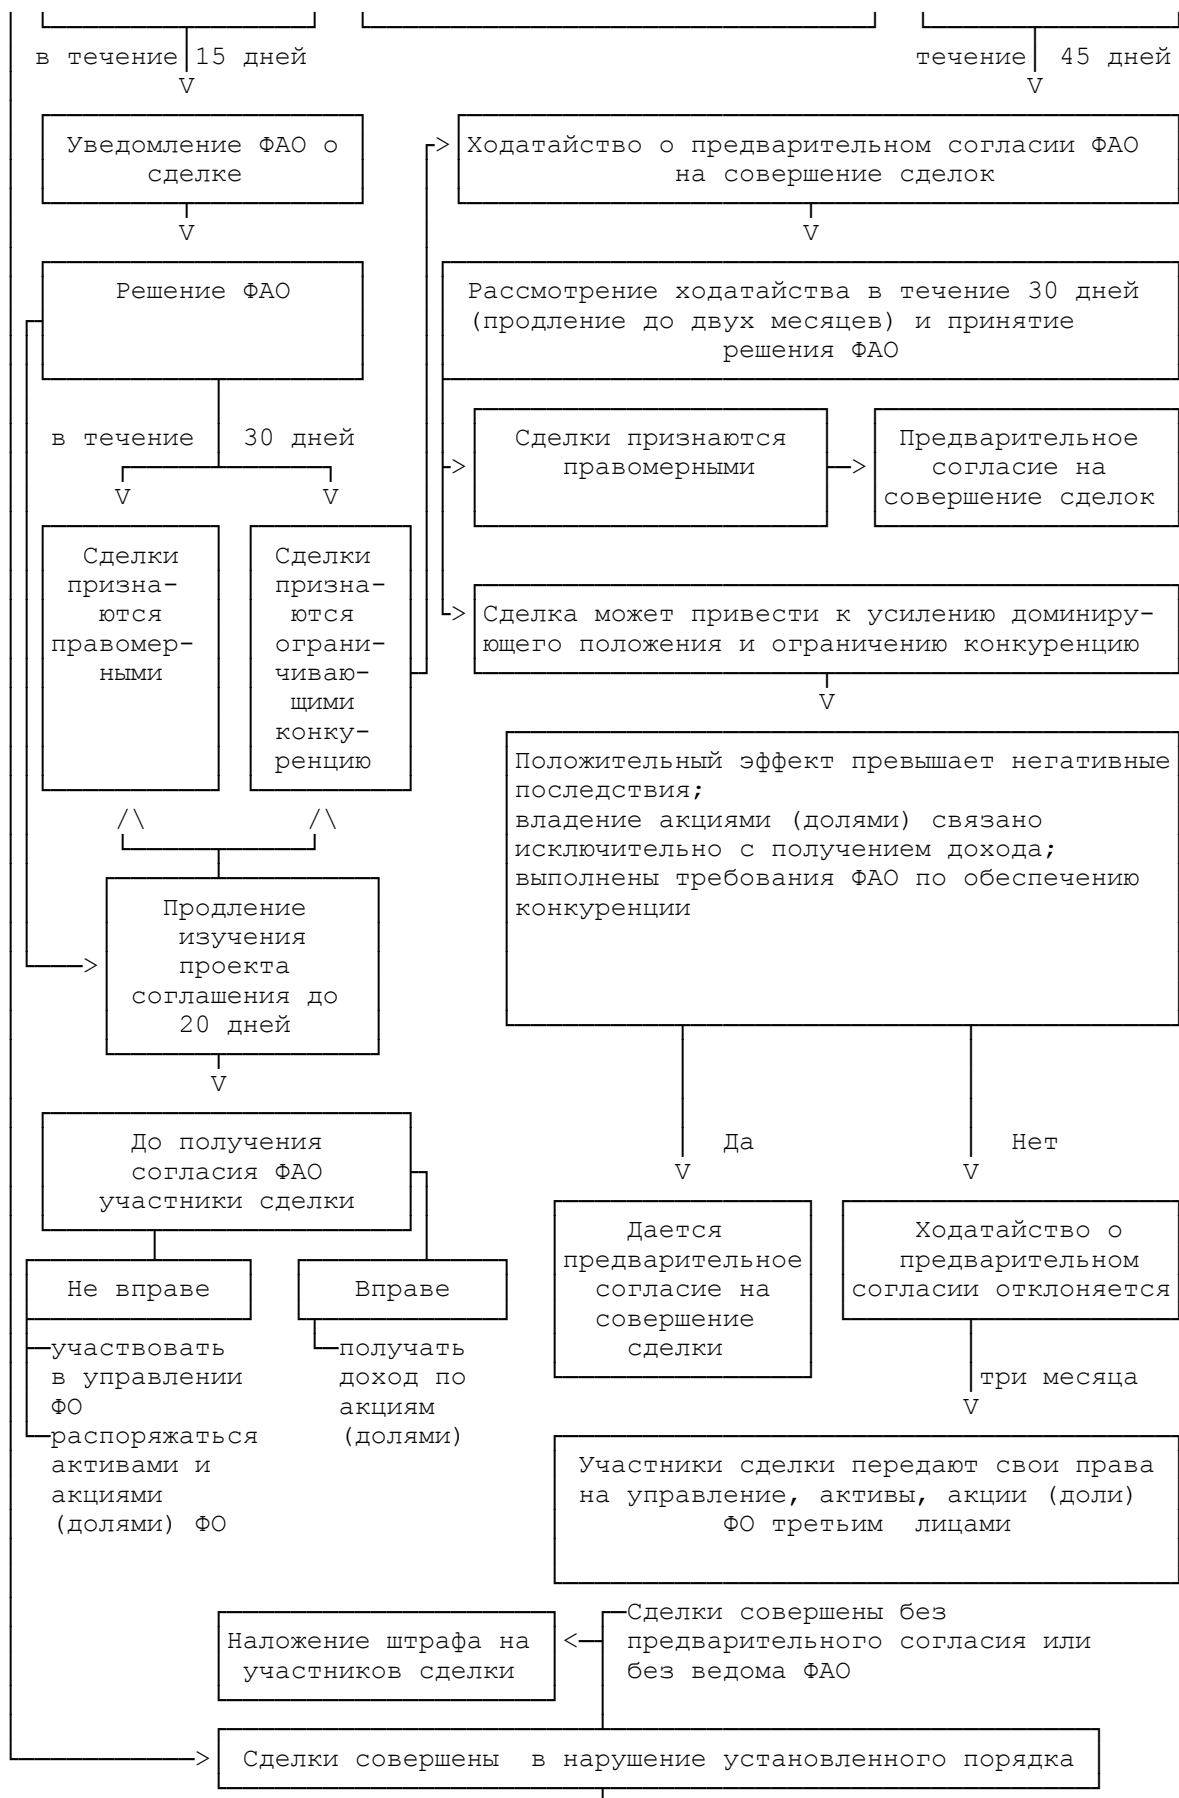 в течение 15 дней
течение 45 дней
V
V
Уведомление ФАО о
сделке
> Ходатайство о предварительном согласии ФАО
на совершение сделок
V
V
Решение ФАО
Рассмотрение ходатайства в течение 30 дней
(продление до двух месяцев) и принятие
решения ФАО
в течение 30 дней
V
V
> Сделки признаются
правомерными
> Предварительное
согласие на
совершение сделок
Сделки
призна-
ются
правомер-
ными
Сделки
призна-
ются
ограни-
чиваю-
щими
конку-
ренцию
> Сделка может привести к усилению доминиру-
ющего положения и ограничению конкуренцию
V
Положительный эффект превышает негативные
последствия;
владение акциями (долями) связано
исключительно с получением дохода;
выполнены требования ФАО по обеспечению
конкуренции
/\
/\
> Продление
изучения
проекта
соглашения до
20 дней
V
До получения
согласия ФАО
участники сделки
Да
V
Нет
V
Не вправе
Вправе
участвовать
в управлении
ФО
распоряжаться
активами и
акциями
(долями) ФО
получать
доход по
акциям
(долями)
Дается
предварительное
согласие на
совершение
сделки
Ходатайство о
предварительном
согласии отклоняется
три месяца
V
Участники сделки передают свои права
на управление, активы, акции (доли)
ФО третьим лицами
Наложение штрафа на
участников сделки
<
Сделки совершены без
предварительного согласия или
без ведома ФАО
> Сделки совершены в нарушение установленного порядка